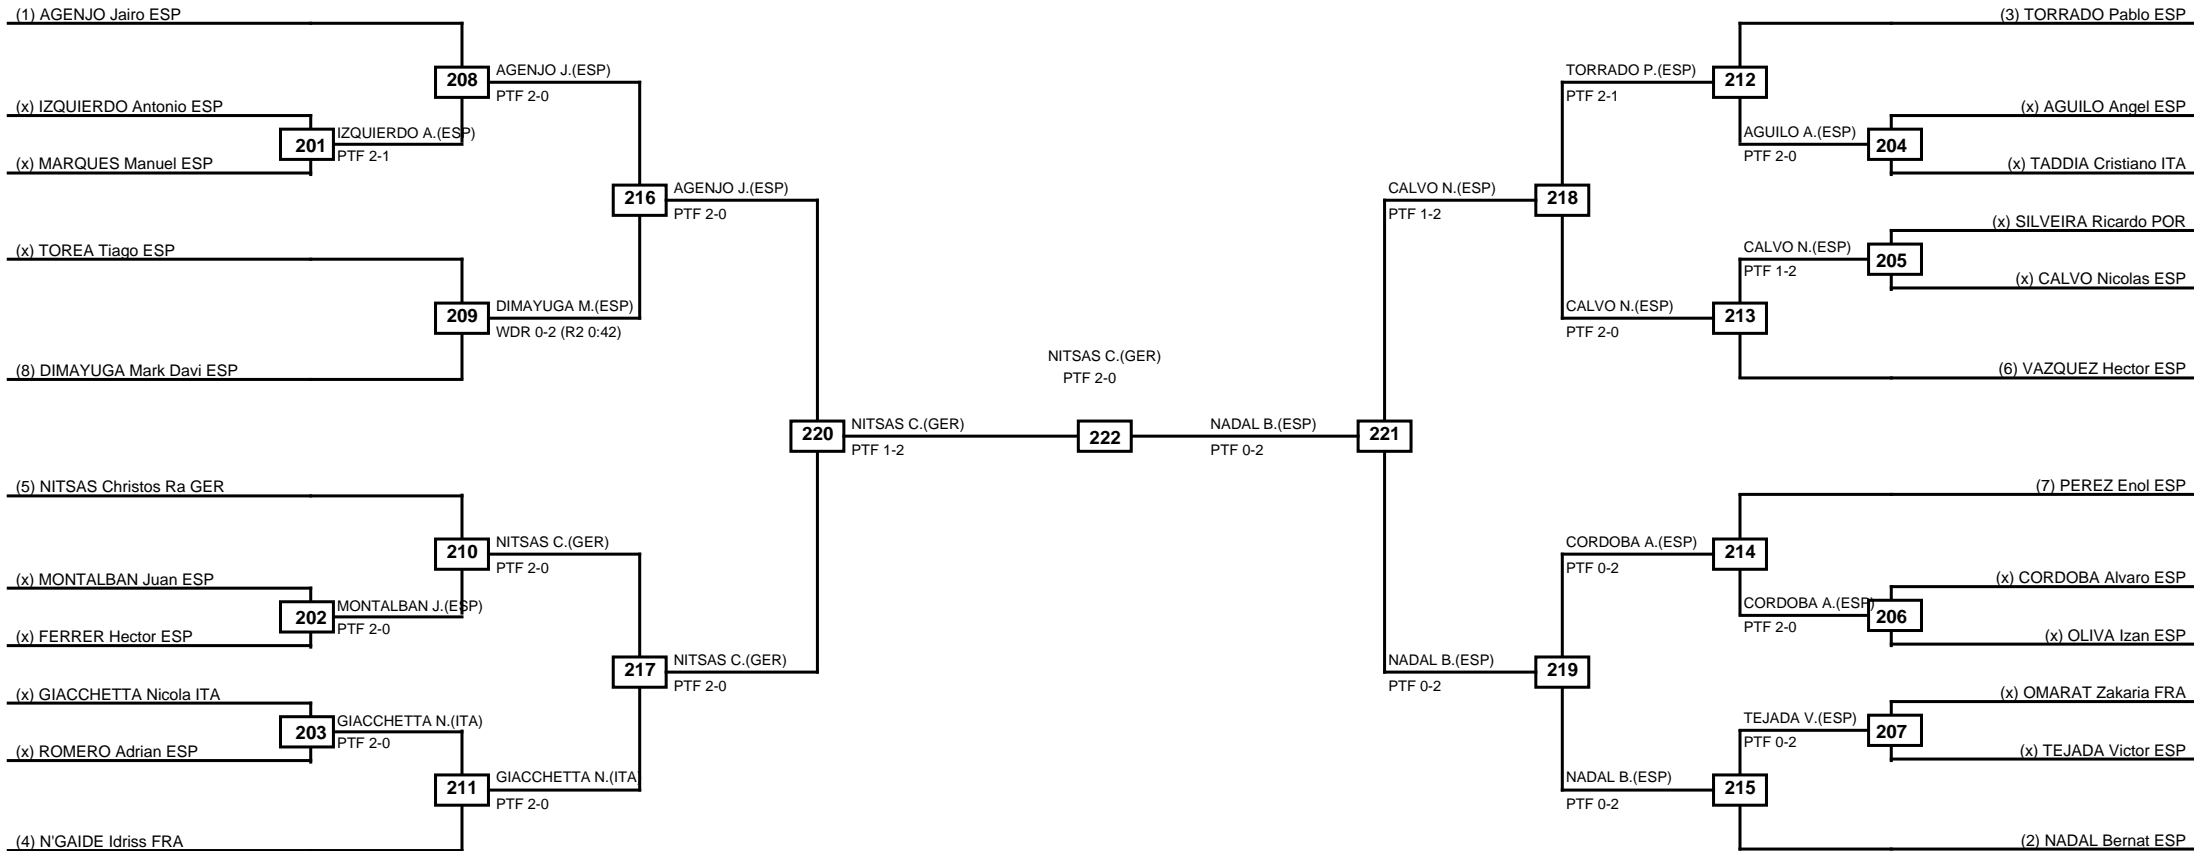 (1) AGENJO Jairo ESP
(x) IZQUIERDO Antonio ESP
(x) MARQUES Manuel ESP
(x) TOREA Tiago ESP
(8) DIMAYUGA Mark Davi ESP
(5) NITSAS Christos Ra GER
(x) MONTALBAN Juan ESP
(x) FERRER Hector ESP
(x) GIACCHETTA Nicola ITA
(x) ROMERO Adrian ESP
(4) N'GAIDE Idriss FRA
201
IZQUIERDO A.(ESP)
PTF 2-1
202
MONTALBAN J.(ESP)
PTF 2-0
203
GIACCHETTA N.(ITA)
PTF 2-0
208
AGENJO J.(ESP)
PTF 2-0
209
DIMAYUGA M.(ESP)
WDR 0-2 (R2 0:42)
210
NITSAS C.(GER)
PTF 2-0
211
GIACCHETTA N.(ITA
PTF 2-0
216
AGENJO J.(ESP)
PTF 2-0
217
NITSAS C.(GER)
PTF 2-0
220
NITSAS C.(GER)
PTF 1-2
NITSAS C.(GER)
PTF 2-0
222
NADAL B.(ESP)
PTF 0-2
221
CALVO N.(ESP)
PTF 1-2
218
NADAL B.(ESP)
PTF 0-2
219
TORRADO P.(ESP)
PTF 2-1
212
CALVO N.(ESP)
PTF 2-0
213
CORDOBA A.(ESP)
PTF 0-2
214
NADAL B.(ESP)
PTF 0-2
215
AGUILO A.(ESP)
PTF 2-0
204
CALVO N.(ESP)
PTF 1-2
205
CORDOBA A.(ESP)
PTF 2-0
206
TEJADA V.(ESP)
PTF 0-2
207
(3) TORRADO Pablo ESP
(x) AGUILO Angel ESP
(x) TADDIA Cristiano ITA
(x) SILVEIRA Ricardo POR
(x) CALVO Nicolas ESP
(6) VAZQUEZ Hector ESP
(7) PEREZ Enol ESP
(x) CORDOBA Alvaro ESP
(x) OLIVA Izan ESP
(x) OMARAT Zakaria FRA
(x) TEJADA Victor ESP
(2) NADAL Bernat ESP